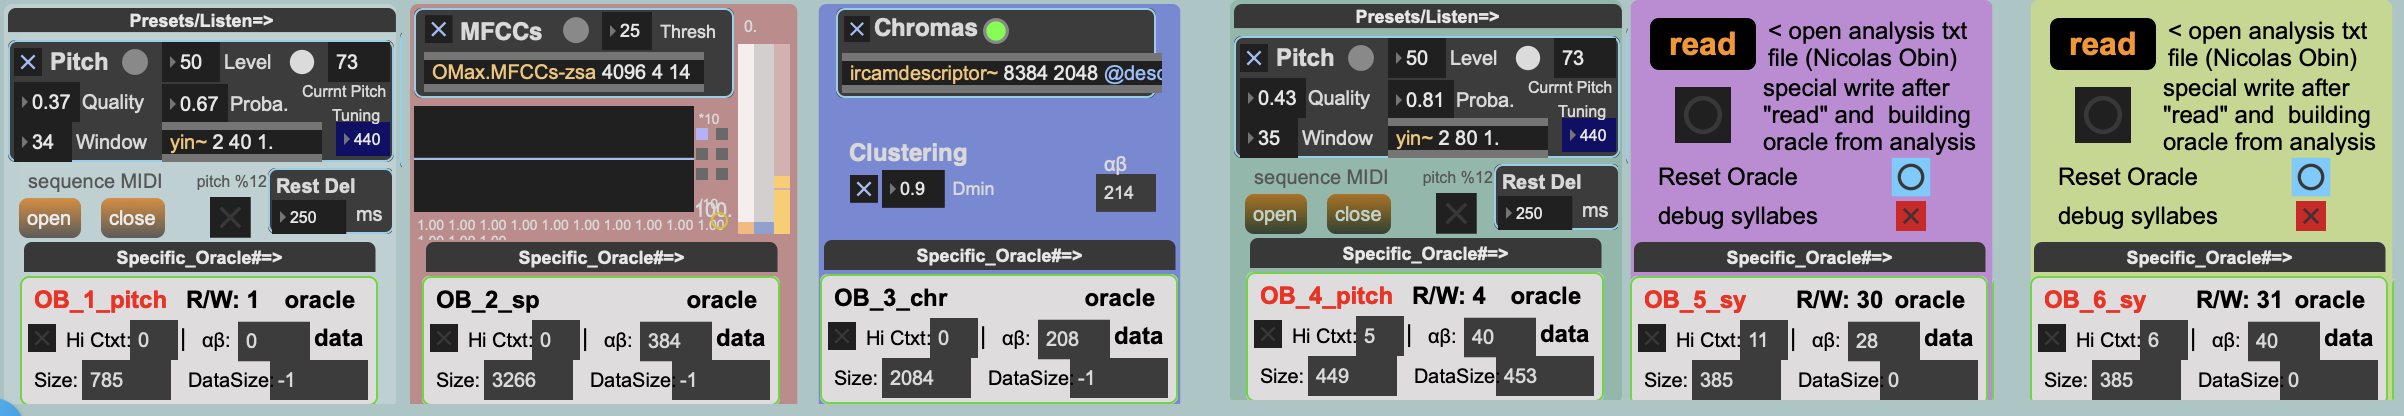 Presets/Listen=>
Pitch 50 Level 73
0.37 Quality 0.67 Proba. Currnt Pitch
Tuning
34 Window yin~ 2 40 1. 440
sequence MIDI pitch %12 Rest Del
open close 250 ms
Specific_Oracle#=>
OB_1_pitch R/W: 1 oracle
Hi Ctxt: 0 | αβ: 0 data
Size: 785 DataSize: -1
MFCCs 25 Thresh 0.
OMax.MFCCs-zsa 4096 4 14
*10
/10
100.
1.00 1.00 1.00 1.00 1.00 1.00 1.00 1.00 1.00 1.00
1.00 1.00 1.00
Specific_Oracle#=>
OB_2_sp oracle
Hi Ctxt: 0 | αβ: 384 data
Size: 3266 DataSize: -1
Chromas
ircamdescriptor~ 8384 2048 @desc
Clustering αβ
0.9 Dmin 214
Specific_Oracle#=>
OB_3_chr oracle
Hi Ctxt: 0 | αβ: 208 data
Size: 2084 DataSize: -1
Presets/Listen=>
Pitch 50 Level 73
0.43 Quality 0.81 Proba. Currnt Pitch
Tuning
35 Window yin~ 2 80 1. 440
sequence MIDI pitch %12 Rest Del
open close 250 ms
Specific_Oracle#=>
OB_4_pitch R/W: 4 oracle
Hi Ctxt: 5 | αβ: 40 data
Size: 449 DataSize: 453
read < open analysis txt
file (Nicolas Obin)
special write after
"read" and building
oracle from analysis
Reset Oracle
debug syllabes
Specific_Oracle#=>
OB_5_sy R/W: 30 oracle
Hi Ctxt: 11 | αβ: 28 data
Size: 385 DataSize: 0
read < open analysis txt
file (Nicolas Obin)
special write after
"read" and building
oracle from analysis
Reset Oracle
debug syllabes
Specific_Oracle#=>
OB_6_sy R/W: 31 oracle
Hi Ctxt: 6 | αβ: 40 data
Size: 385 DataSize: 0